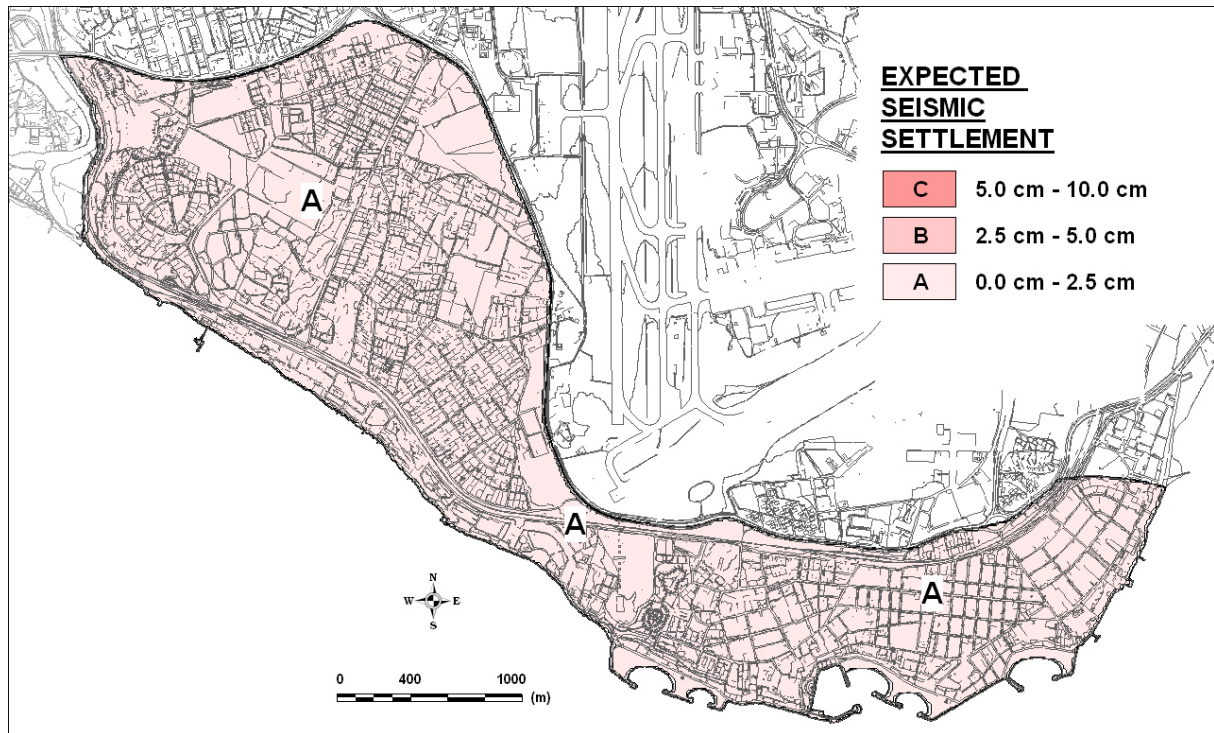 EXPECTED
SEISMIC
SETTLEMENT
C 5.0 cm - 10.0 cm
B 2.5 cm - 5.0 cm
A 0.0 cm - 2.5 cm
A
A
A
N
W E
S
0 400 1000
(m)